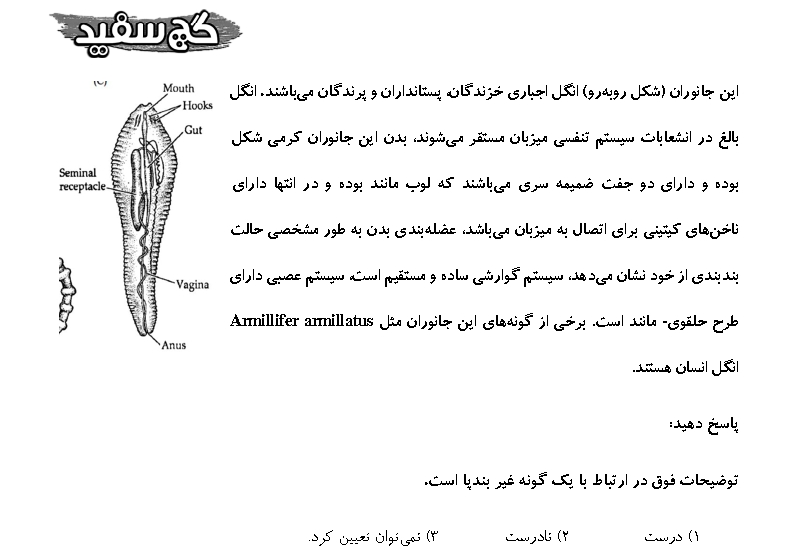 گچ سفید
(C)
Mouth
Hooks
Gut
Seminal
receptacle
Vagina
Anus
این جانوران (شکل روبه‌رو) انگل اجباری خزندگان، پستانداران و پرندگان می‌باشند. انگل
بالغ در انشعابات سیستم تنفسی میزبان مستقر می‌شوند، بدن این جانوران کرمی شکل
بوده و دارای دو جفت ضمیمه سری می‌باشند که لوب مانند بوده و در انتها دارای
ناخن‌های کیتینی برای اتصال به میزبان می‌باشد، عضله‌بندی بدن به طور مشخصی حالت
بندبندی از خود نشان می‌دهد، سیستم گوارشی ساده و مستقیم است، سیستم عصبی دارای
طرح حلقوی- مانند است. برخی از گونه‌های این جانوران مثل Armillifer armillatus
انگل انسان هستند.
پاسخ دهید:
توضیحات فوق در ارتباط با یک گونه غیر بندپا است.
۱) درست ۲) نادرست ۳) نمی‌توان تعیین کرد.